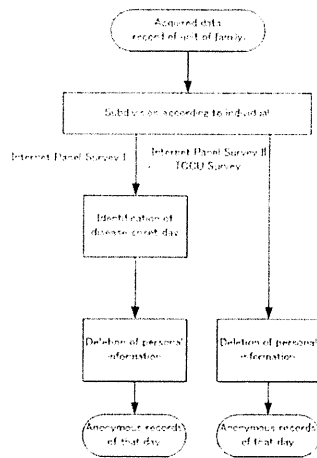 Acquired data
record of unit of family
Subdivision according to individual
Internet Panel Survey I
Internet Panel Survey II
TCCU Survey
Identification of
disease onset day
Deletion of personal
information
Deletion of personal
information
Anonymous records
of that day
Anonymous records
of that day